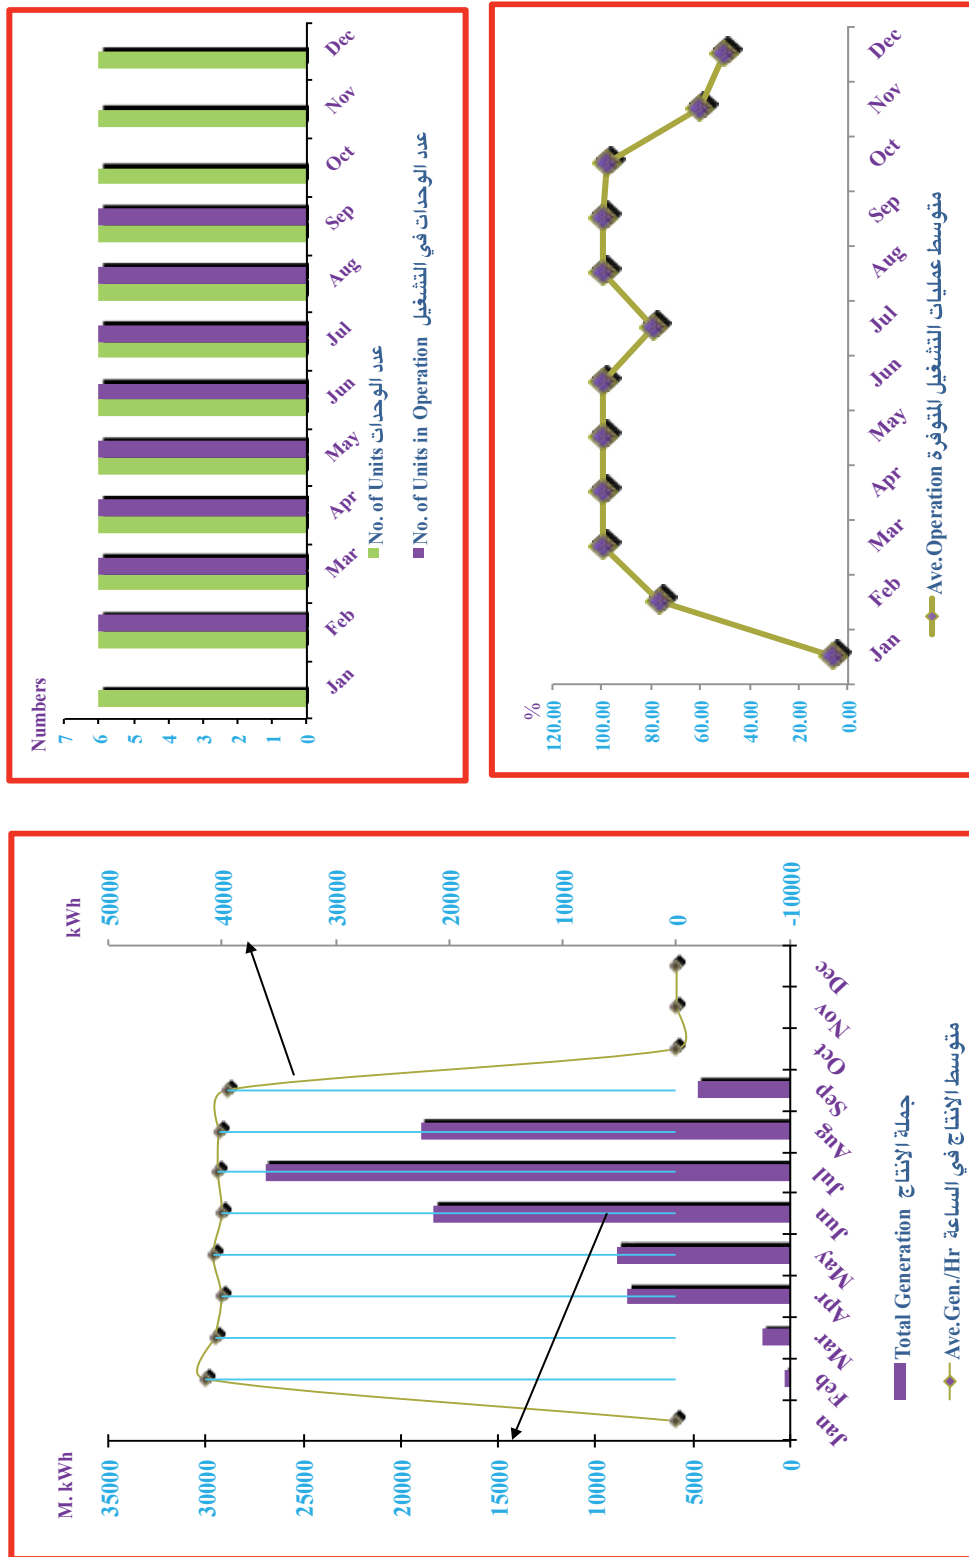 M. kWh
kWh
35000
30000
25000
20000
15000
10000
5000
0
50000
40000
30000
20000
10000
0
-10000
Jan
Feb
Mar
Apr
May
Jun
Jul
Aug
Sep
Oct
Nov
Dec
Total Generation جملة الانتاج
Ave.Gen./Hr متوسط الانتاج في الساعة
Numbers
7
6
5
4
3
2
1
0
Jan
Feb
Mar
Apr
May
Jun
Jul
Aug
Sep
Oct
Nov
Dec
No. of Units عدد الوحدات
No. of Units in Operation عدد الوحدات في التشغيل
%
120.00
100.00
80.00
60.00
40.00
20.00
0.00
Jan
Feb
Mar
Apr
May
Jun
Jul
Aug
Sep
Oct
Nov
Dec
Ave.Operation متوسط عمليات التشغيل المتوفرة